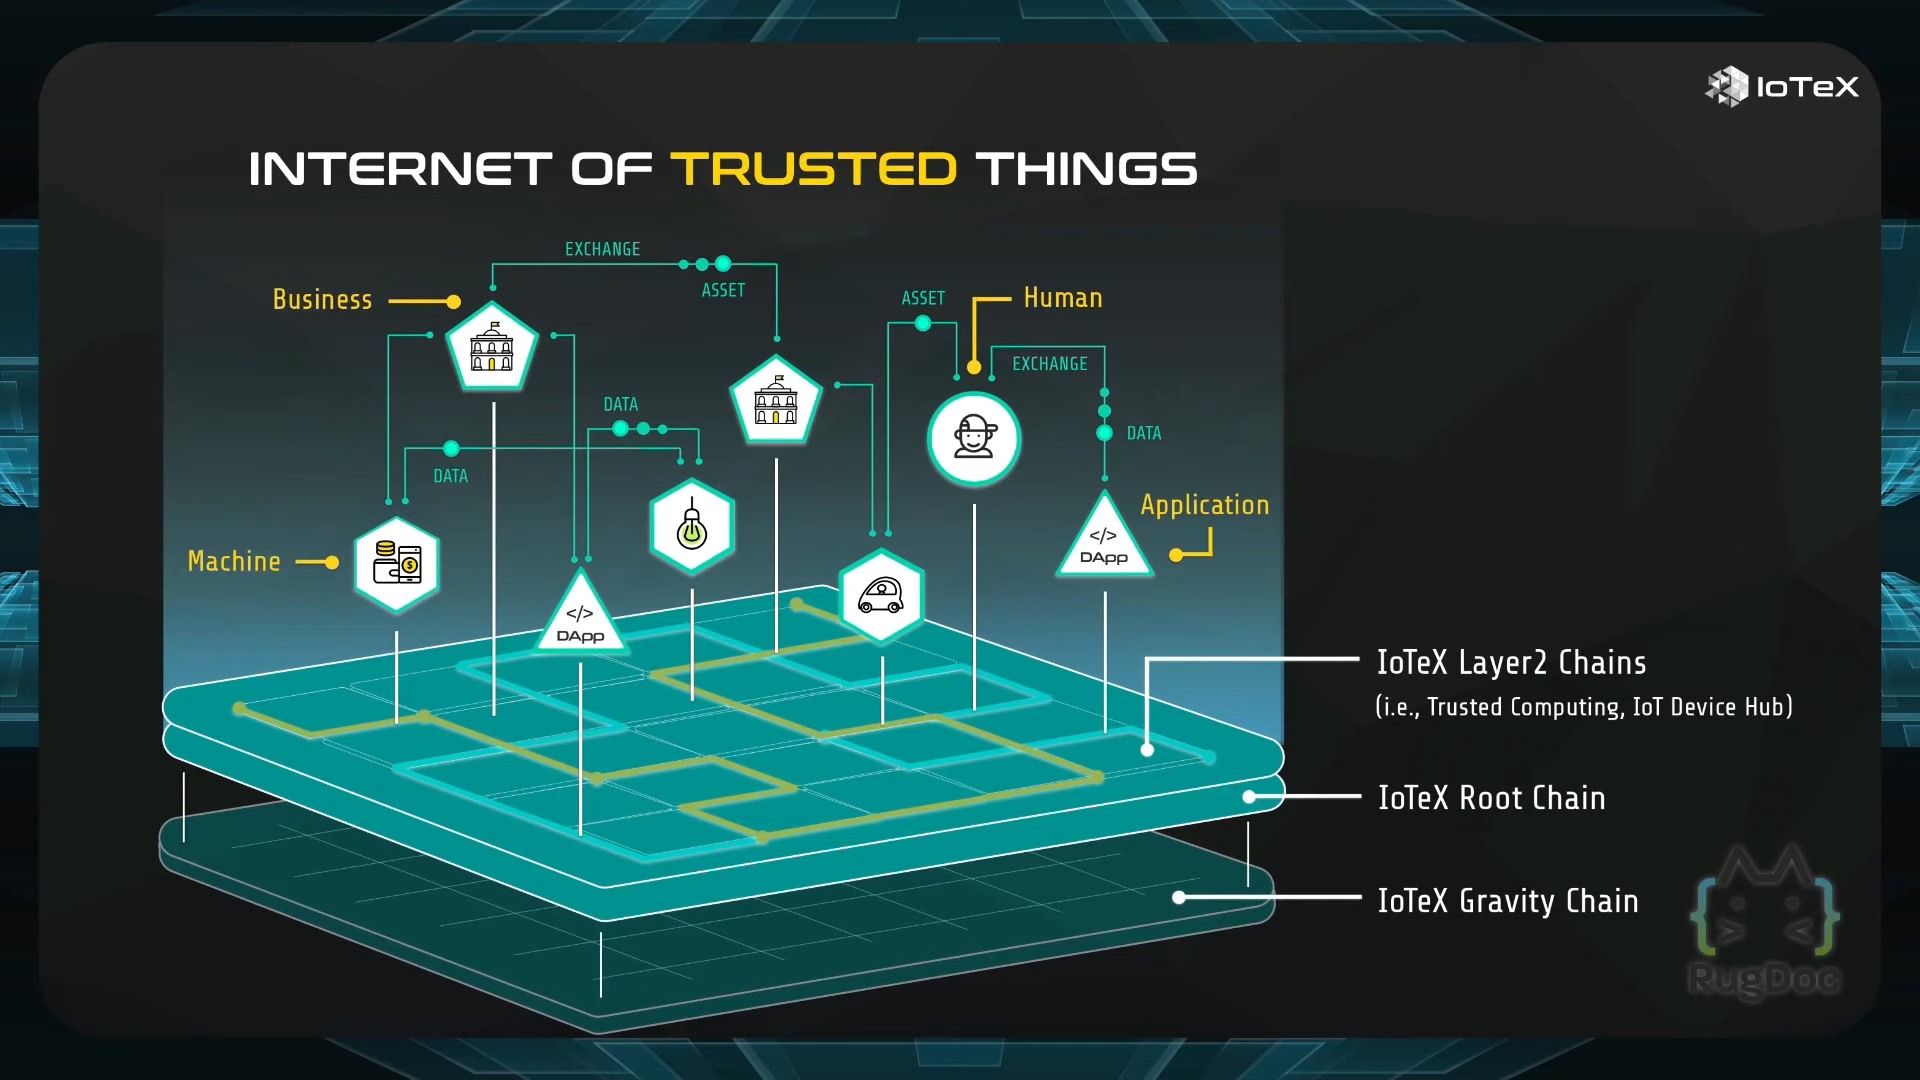 IoTeX
INTERNET OF TRUSTED THINGS
EXCHANGE
ASSET
Business
ASSET
Human
EXCHANGE
DATA
DATA
DATA
Application
Machine
</>
DApp
</>
DApp
IoTeX Layer2 Chains
(i.e., Trusted Computing, IoT Device Hub)
IoTeX Root Chain
IoTeX Gravity Chain
RugDoc